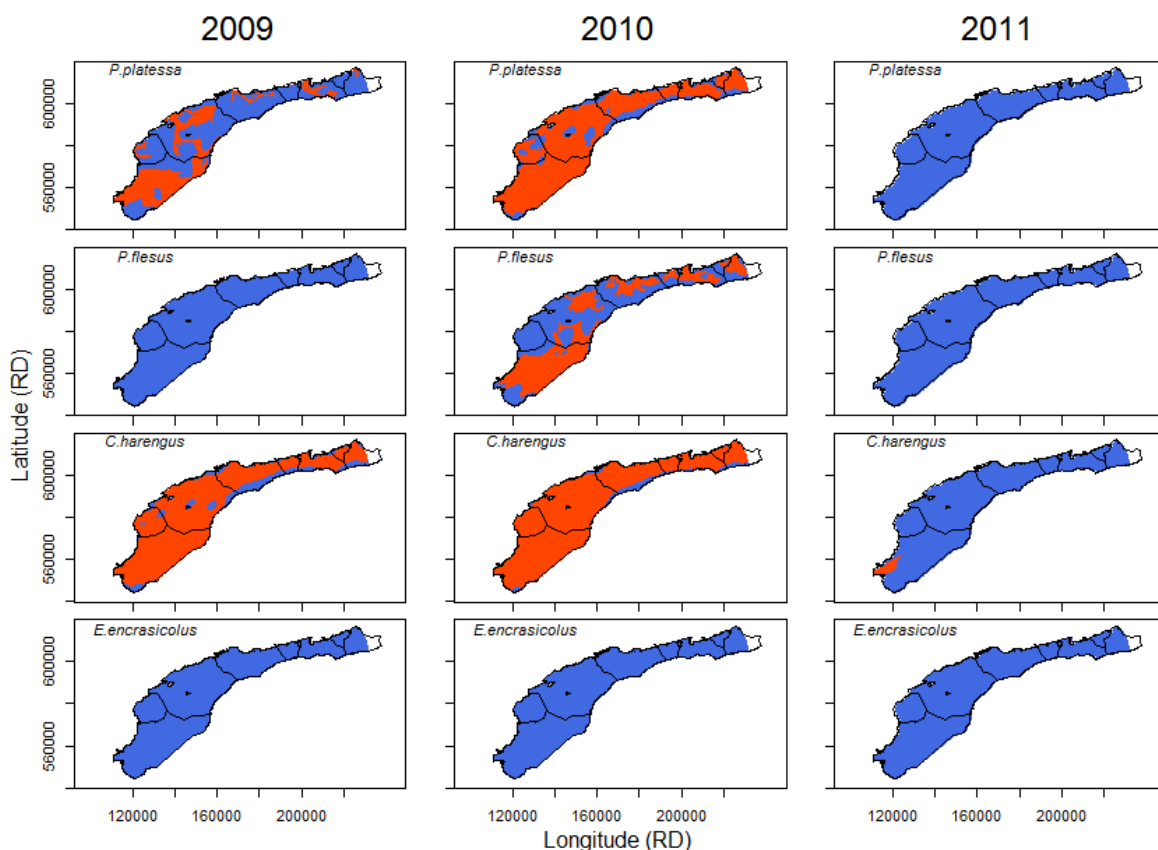 2009 2010 2011
P.platessa P.platessa P.platessa
600000
560000
P.flesus P.flesus P.flesus
600000
560000
Latitude (RD)
C.harengus C.harengus C.harengus
600000
560000
E.encrasicolus E.encrasicolus E.encrasicolus
600000
560000
120000 160000 200000 120000 160000 200000 120000 160000 200000
Longitude (RD)